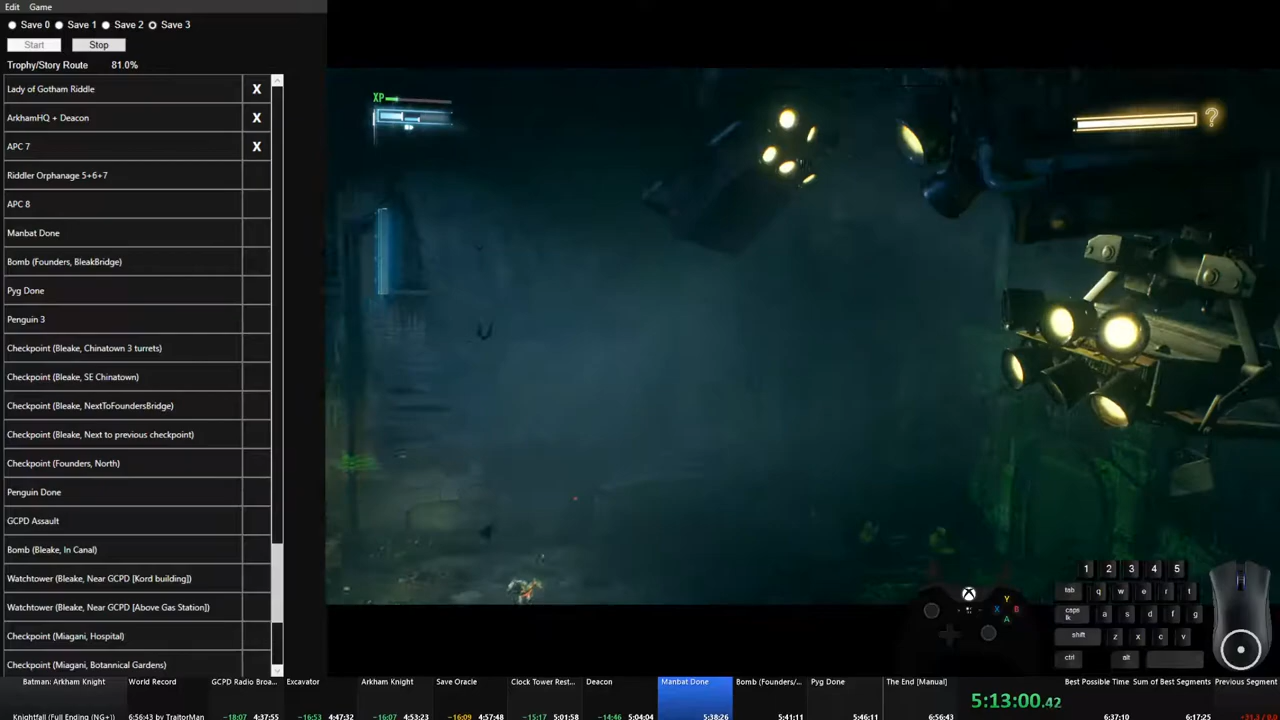 Edit Game
Save 0 Save 1 Save 2 Save 3
Start Stop
Trophy/Story Route 81.0%
Lady of Gotham Riddle X
ArkhamHQ + Deacon X
APC 7 X
Riddler Orphanage 5+6+7
APC 8
Manbat Done
Bomb (Founders, BleakBridge)
Pyg Done
Penguin 3
Checkpoint (Bleake, Chinatown 3 turrets)
Checkpoint (Bleake, SE Chinatown)
Checkpoint (Bleake, NextToFoundersBridge)
Checkpoint (Bleake, Next to previous checkpoint)
Checkpoint (Founders, North)
Penguin Done
GCPD Assault
Bomb (Bleake, In Canal)
Watchtower (Bleake, Near GCPD [Kord building])
Watchtower (Bleake, Near GCPD [Above Gas Station])
Checkpoint (Miagani, Hospital)
Checkpoint (Miagani, Botannical Gardens)
XP
?
1 2 3 4 5
tab q w e r t
caps lk a s d f g
shift z x c v
ctrl alt
Y
X B
A
Batman: Arkham Knight World Record GCPD Radio Broa... Excavator Arkham Knight Save Oracle Clock Tower Rest... Deacon Manbat Done Bomb (Founders/... Pyg Done The End [Manual] 5:13:00.42 Best Possible Time Sum of Best Segments Previous Segment
Knightfall (Full Ending (NG+)) 6:56:43 by TraitorMan -18:07 4:37:55 -16:53 4:47:32 -16:07 4:53:23 -16:09 4:57:48 -15:17 5:01:58 -14:46 5:04:04 5:38:26 5:41:11 5:46:11 6:56:43 6:37:10 6:17:25 -31.1 / 0.0